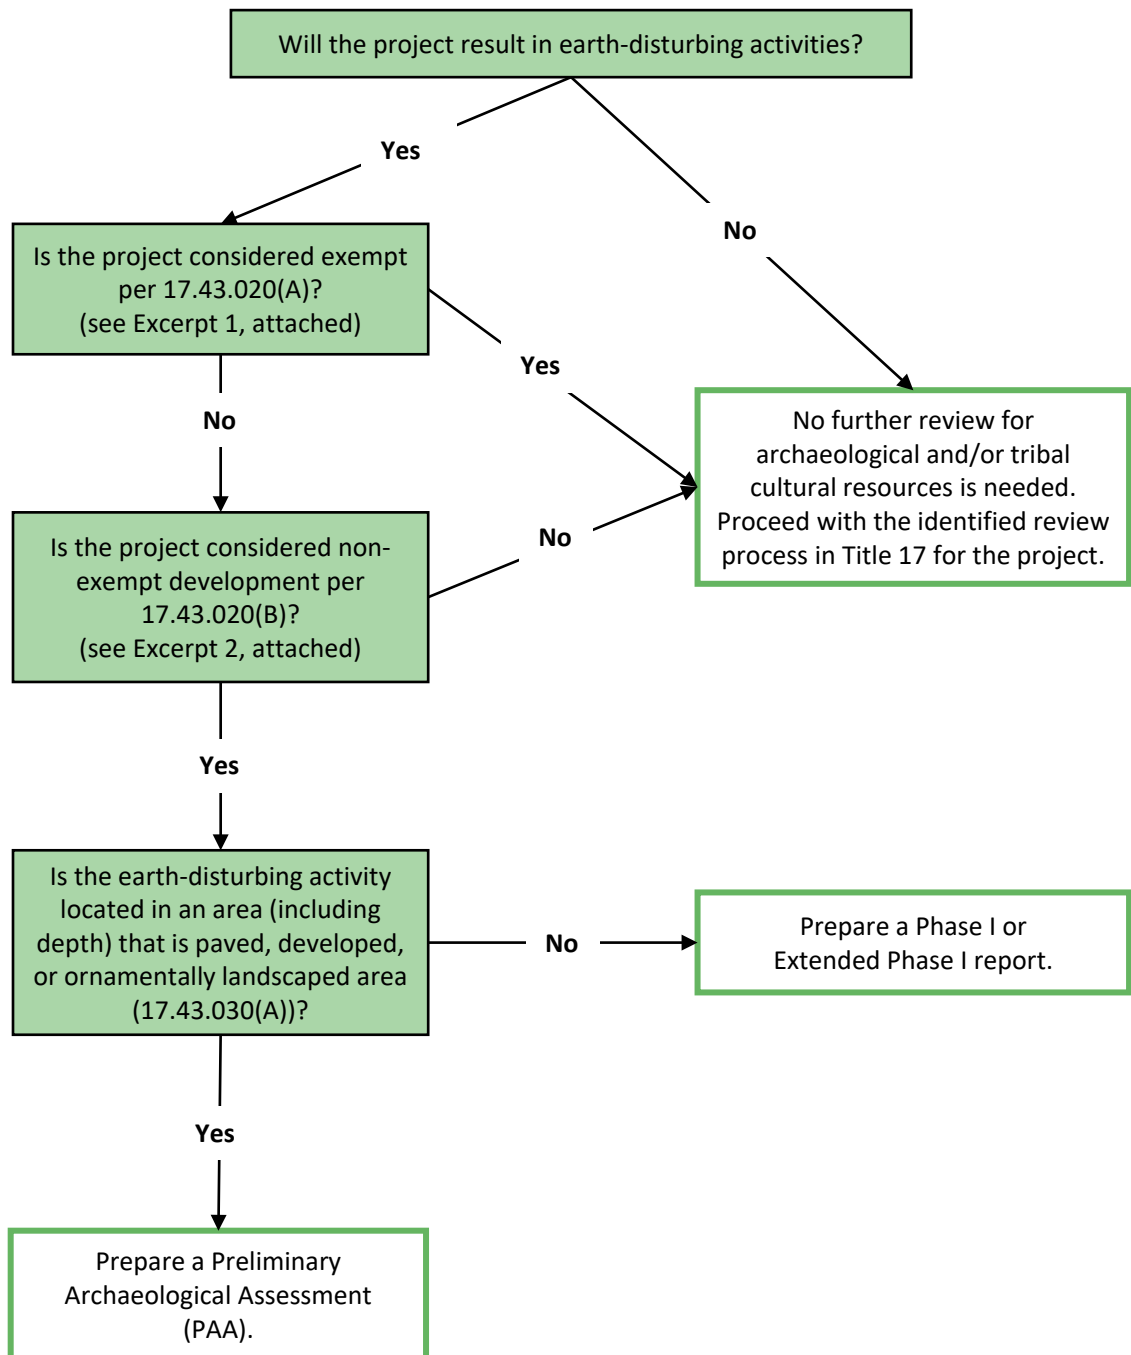 Will the project result in earth-disturbing activities?
Yes
No
Is the project considered exempt
per 17.43.020(A)?
(see Excerpt 1, attached)
Yes
No
No further review for
archaeological and/or tribal
cultural resources is needed.
Proceed with the identified review
process in Title 17 for the project.
Is the project considered non-
exempt development per
17.43.020(B)?
(see Excerpt 2, attached)
No
Yes
Is the earth-disturbing activity
located in an area (including
depth) that is paved, developed,
or ornamentally landscaped area
(17.43.030(A))?
No
Prepare a Phase I or
Extended Phase I report.
Yes
Prepare a Preliminary
Archaeological Assessment
(PAA).